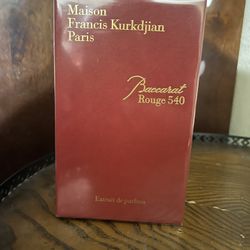 Maison
Francis Kurkdjian
Paris
Baccarat
Rouge 540
Extrait de parfum